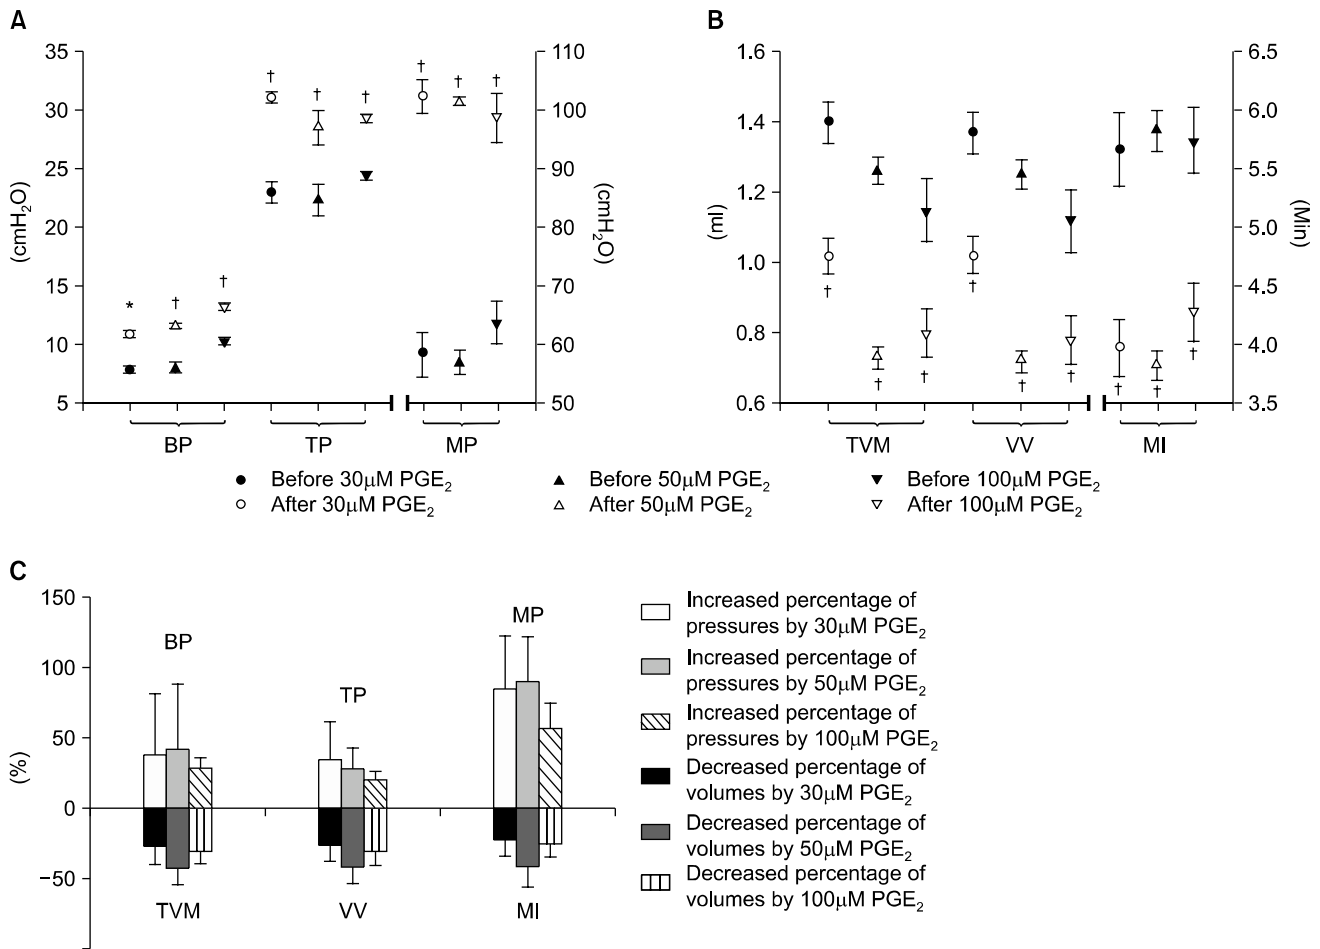 A
35
30
25
20
15
10
5
(cmH₂O)
110
100
90
80
70
60
50
(cmH₂O)
* † †
† † †
† † †
BP TP MP
B
1.6
1.4
1.2
1.0
0.8
0.6
(ml)
6.5
6.0
5.5
5.0
4.5
4.0
3.5
(Min)
† † †
† † †
† † †
TVM VV MI
Before 30µM PGE₂ Before 50µM PGE₂ Before 100µM PGE₂
After 30µM PGE₂ After 50µM PGE₂ After 100µM PGE₂
C
150
100
50
0
−50
(%)
BP TP MP
TVM VV MI
Increased percentage of
pressures by 30µM PGE₂
Increased percentage of
pressures by 50µM PGE₂
Increased percentage of
pressures by 100µM PGE₂
Decreased percentage of
volumes by 30µM PGE₂
Decreased percentage of
volumes by 50µM PGE₂
Decreased percentage of
volumes by 100µM PGE₂